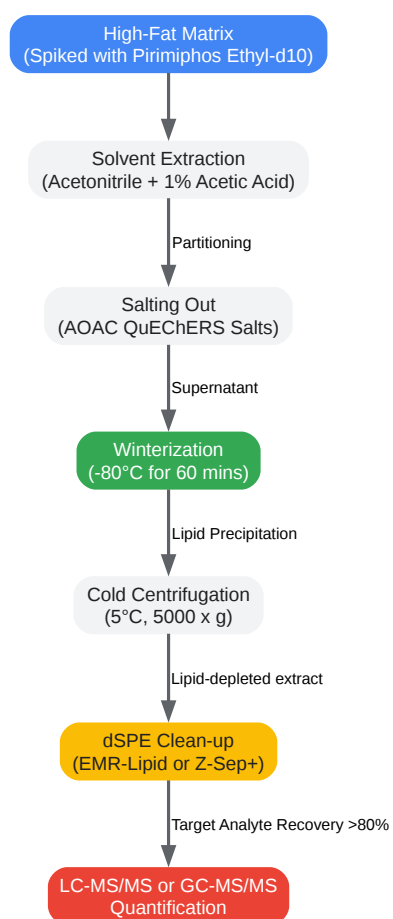 High-Fat Matrix
(Spiked with Pirimiphos Ethyl-d10)
Solvent Extraction
(Acetonitrile + 1% Acetic Acid)
Partitioning
Salting Out
(AOAC QuEChERS Salts)
Supernatant
Winterization
(-80°C for 60 mins)
Lipid Precipitation
Cold Centrifugation
(5°C, 5000 x g)
Lipid-depleted extract
dSPE Clean-up
(EMR-Lipid or Z-Sep+)
Target Analyte Recovery >80%
LC-MS/MS or GC-MS/MS
Quantification